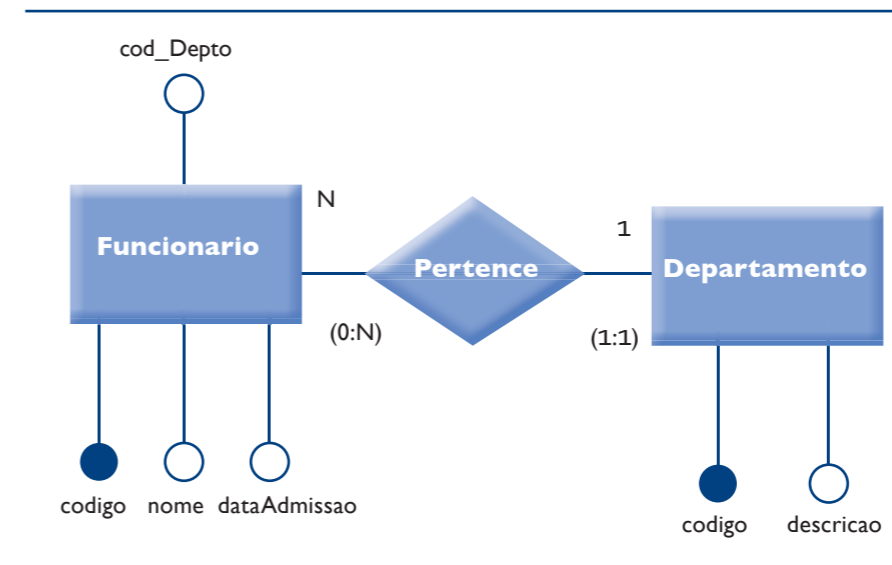 cod_Depto
N
Funcionario
1
Pertence
Departamento
(0:N)
(1:1)
codigo nome dataAdmissao
codigo descricao